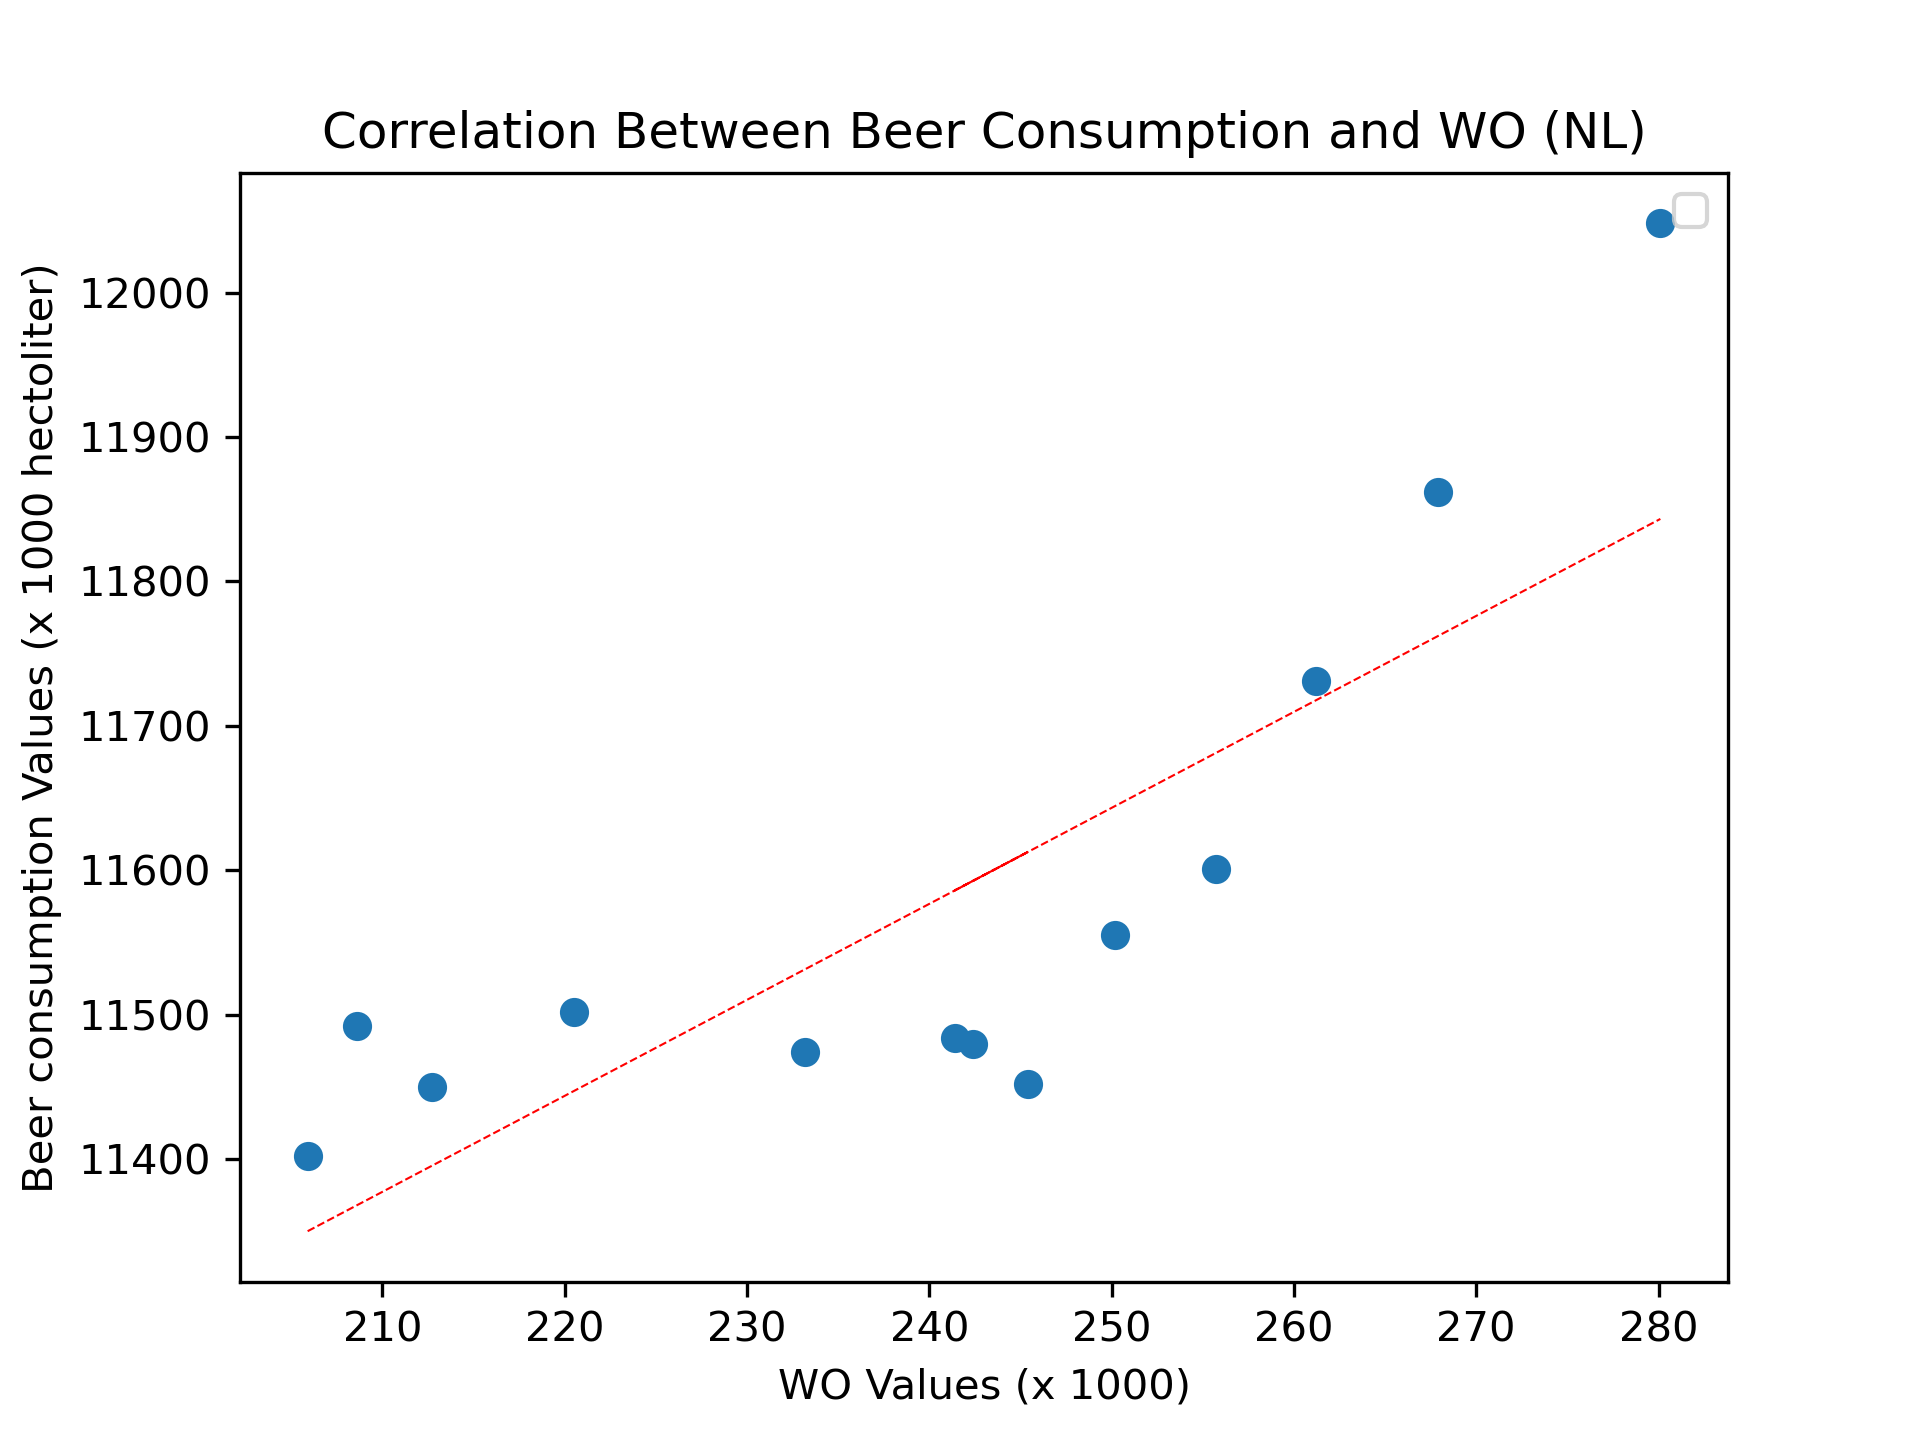 Correlation Between Beer Consumption and WO (NL)
Beer consumption Values (x 1000 hectoliter)
12000
11900
11800
11700
11600
11500
11400
210 220 230 240 250 260 270 280
WO Values (x 1000)